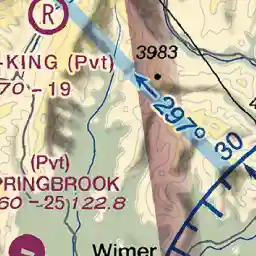 R
-KING (Pvt)
3983
70 - 19
297°
30
(Pvt)
PRINGBROOK
60 - 25 122.8
Wimer